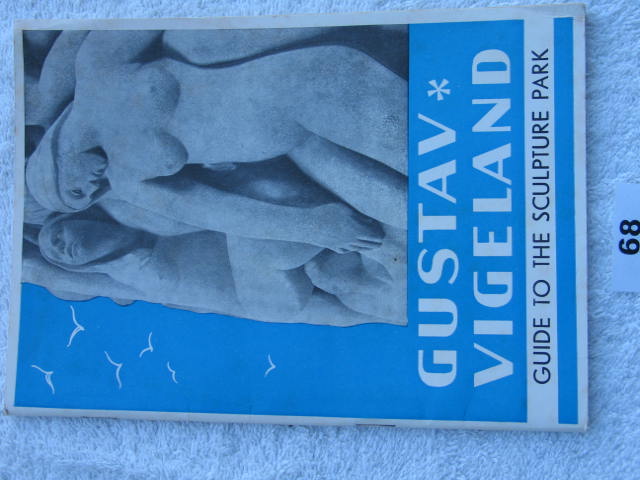 GUSTAV *
VIGELAND
GUIDE TO THE SCULPTURE PARK
68